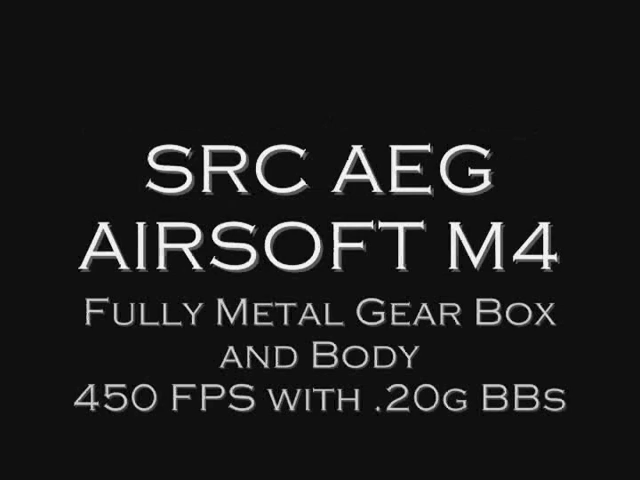 SRC AEG
AIRSOFT M4
FULLY METAL GEAR BOX
AND BODY
450 FPS WITH .20G BBS